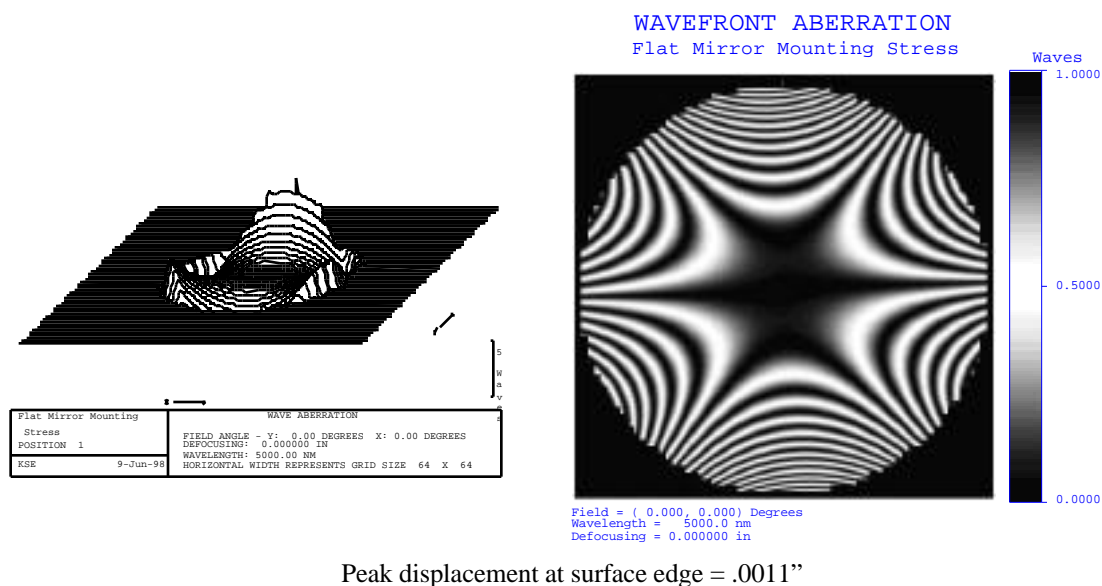 WAVEFRONT ABERRATION
Flat Mirror Mounting Stress
Waves
1.0000
0.5000
0.0000
5 Waves
Flat Mirror Mounting
Stress
POSITION 1
KSE 9-Jun-98
WAVE ABERRATION
FIELD ANGLE - Y: 0.00 DEGREES X: 0.00 DEGREES
DEFOCUSING: 0.000000 IN
WAVELENGTH: 5000.00 NM
HORIZONTAL WIDTH REPRESENTS GRID SIZE 64 X 64
Field = ( 0.000, 0.000) Degrees
Wavelength = 5000.0 nm
Defocusing = 0.000000 in
Peak displacement at surface edge = .0011”